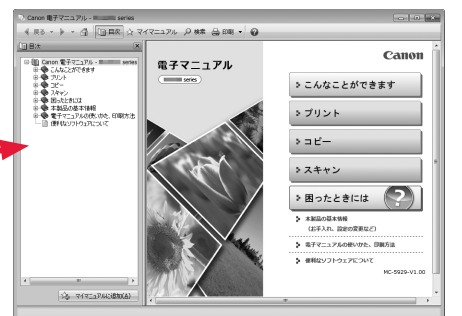 Canon 電子マニュアル - series
戻る 目次 マイマニュアル 検索 印刷
目次
Canon 電子マニュアル - series
こんなことができます
プリント
コピー
スキャン
困ったときには
本製品の基本情報
電子マニュアルの使いかた、印刷方法
便利なソフトウェアについて
マイマニュアルに追加(A)
Canon
電子マニュアル
series
こんなことができます
プリント
コピー
スキャン
困ったときには ?
本製品の基本情報
(お手入れ、設定の変更など)
電子マニュアルの使いかた、印刷方法
便利なソフトウェアについて
MC-5929-V1.00